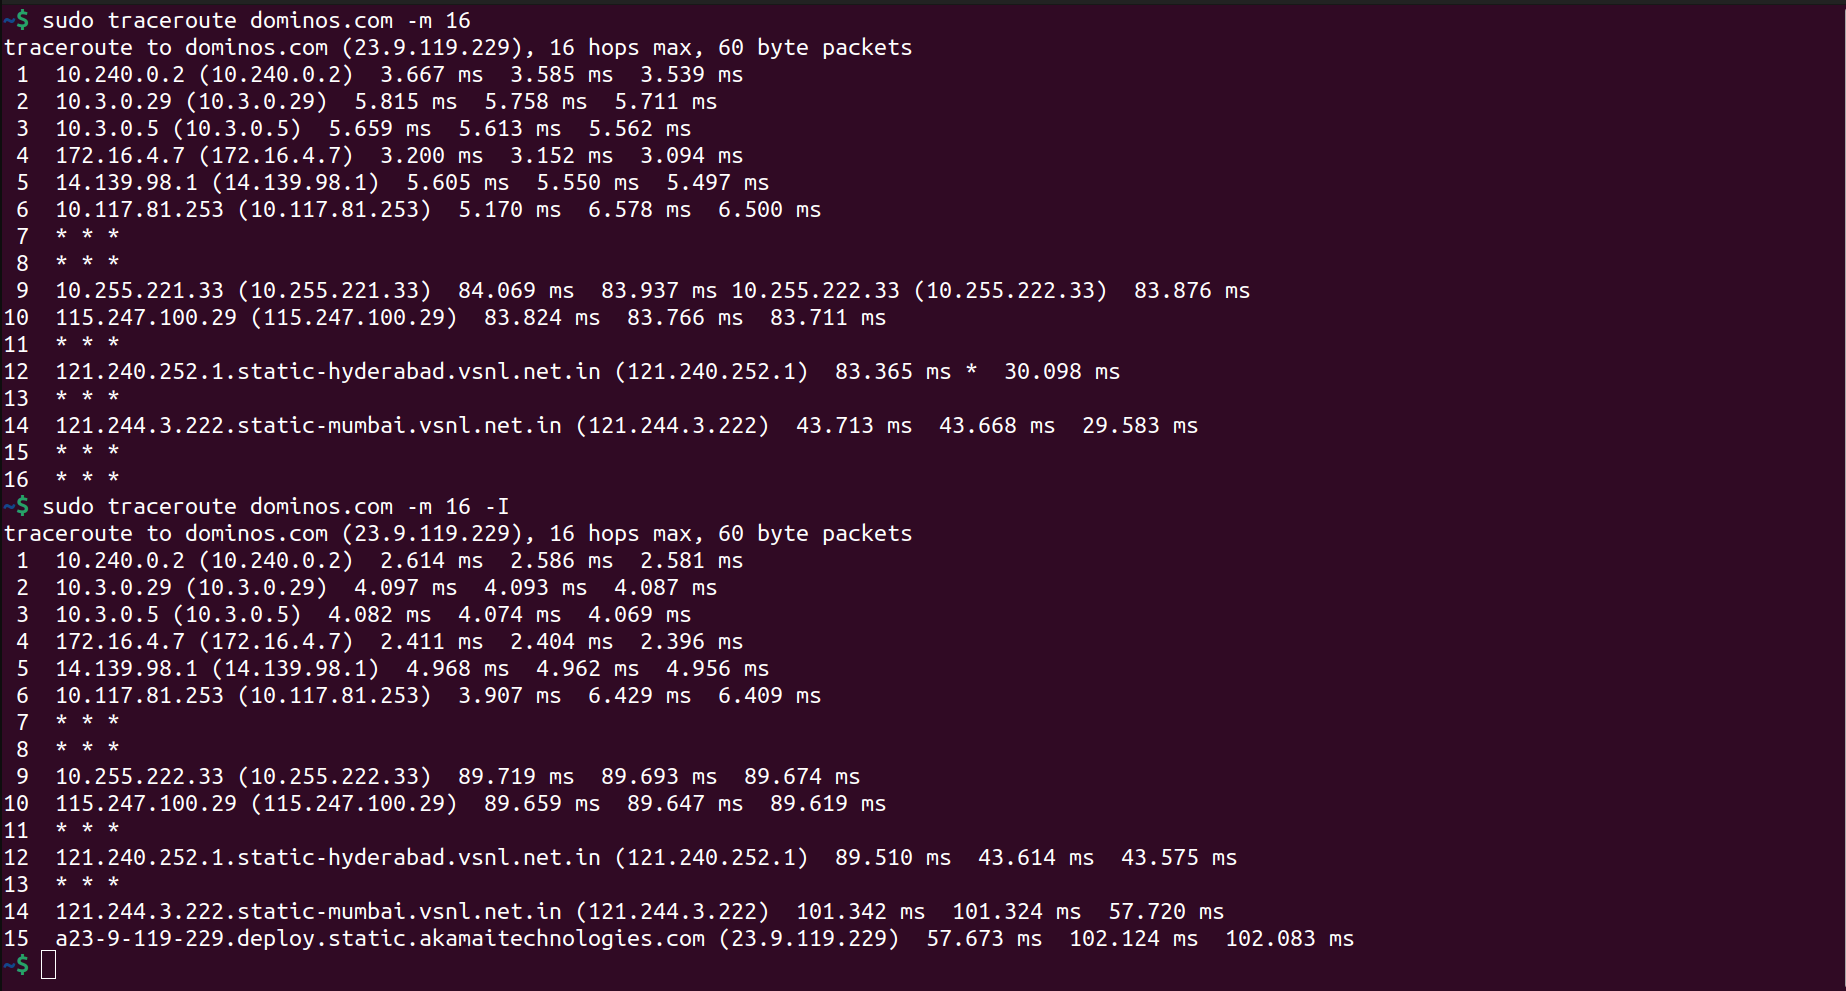 ~$ sudo traceroute dominos.com -m 16
traceroute to dominos.com (23.9.119.229), 16 hops max, 60 byte packets
 1  10.240.0.2 (10.240.0.2)  3.667 ms  3.585 ms  3.539 ms
 2  10.3.0.29 (10.3.0.29)  5.815 ms  5.758 ms  5.711 ms
 3  10.3.0.5 (10.3.0.5)  5.659 ms  5.613 ms  5.562 ms
 4  172.16.4.7 (172.16.4.7)  3.200 ms  3.152 ms  3.094 ms
 5  14.139.98.1 (14.139.98.1)  5.605 ms  5.550 ms  5.497 ms
 6  10.117.81.253 (10.117.81.253)  5.170 ms  6.578 ms  6.500 ms
 7  * * *
 8  * * *
 9  10.255.221.33 (10.255.221.33)  84.069 ms  83.937 ms 10.255.222.33 (10.255.222.33)  83.876 ms
10  115.247.100.29 (115.247.100.29)  83.824 ms  83.766 ms  83.711 ms
11  * * *
12  121.240.252.1.static-hyderabad.vsnl.net.in (121.240.252.1)  83.365 ms *  30.098 ms
13  * * *
14  121.244.3.222.static-mumbai.vsnl.net.in (121.244.3.222)  43.713 ms  43.668 ms  29.583 ms
15  * * *
16  * * *
~$ sudo traceroute dominos.com -m 16 -I
traceroute to dominos.com (23.9.119.229), 16 hops max, 60 byte packets
 1  10.240.0.2 (10.240.0.2)  2.614 ms  2.586 ms  2.581 ms
 2  10.3.0.29 (10.3.0.29)  4.097 ms  4.093 ms  4.087 ms
 3  10.3.0.5 (10.3.0.5)  4.082 ms  4.074 ms  4.069 ms
 4  172.16.4.7 (172.16.4.7)  2.411 ms  2.404 ms  2.396 ms
 5  14.139.98.1 (14.139.98.1)  4.968 ms  4.962 ms  4.956 ms
 6  10.117.81.253 (10.117.81.253)  3.907 ms  6.429 ms  6.409 ms
 7  * * *
 8  * * *
 9  10.255.222.33 (10.255.222.33)  89.719 ms  89.693 ms  89.674 ms
10  115.247.100.29 (115.247.100.29)  89.659 ms  89.647 ms  89.619 ms
11  * * *
12  121.240.252.1.static-hyderabad.vsnl.net.in (121.240.252.1)  89.510 ms  43.614 ms  43.575 ms
13  * * *
14  121.244.3.222.static-mumbai.vsnl.net.in (121.244.3.222)  101.342 ms  101.324 ms  57.720 ms
15  a23-9-119-229.deploy.static.akamaitechnologies.com (23.9.119.229)  57.673 ms  102.124 ms  102.083 ms
~$